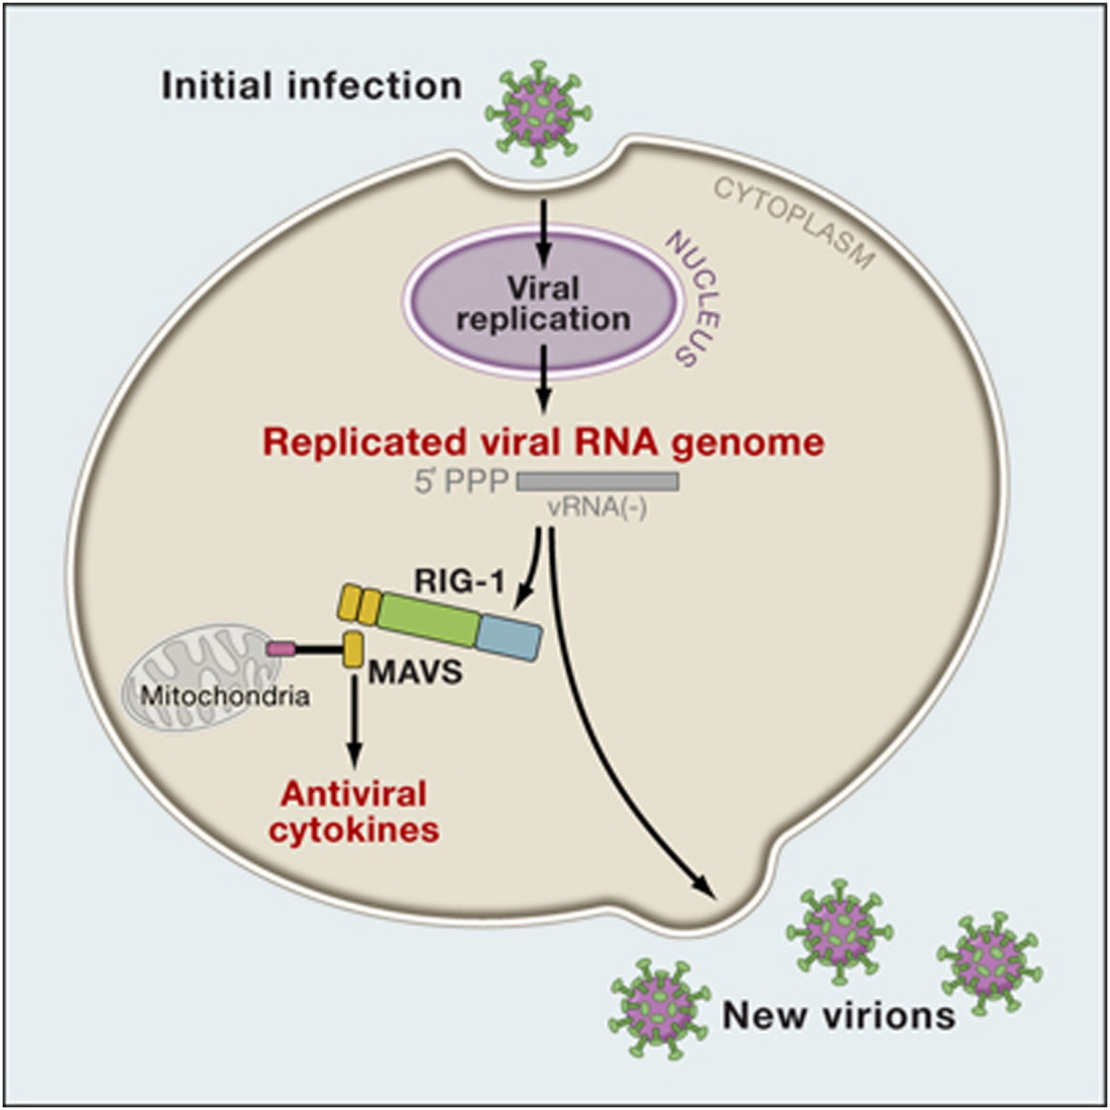 Initial infection
CYTOPLASM
NUCLEUS
Viral
replication
Replicated viral RNA genome
5' PPP
vRNA(-)
RIG-1
MAVS
Mitochondria
Antiviral
cytokines
New virions